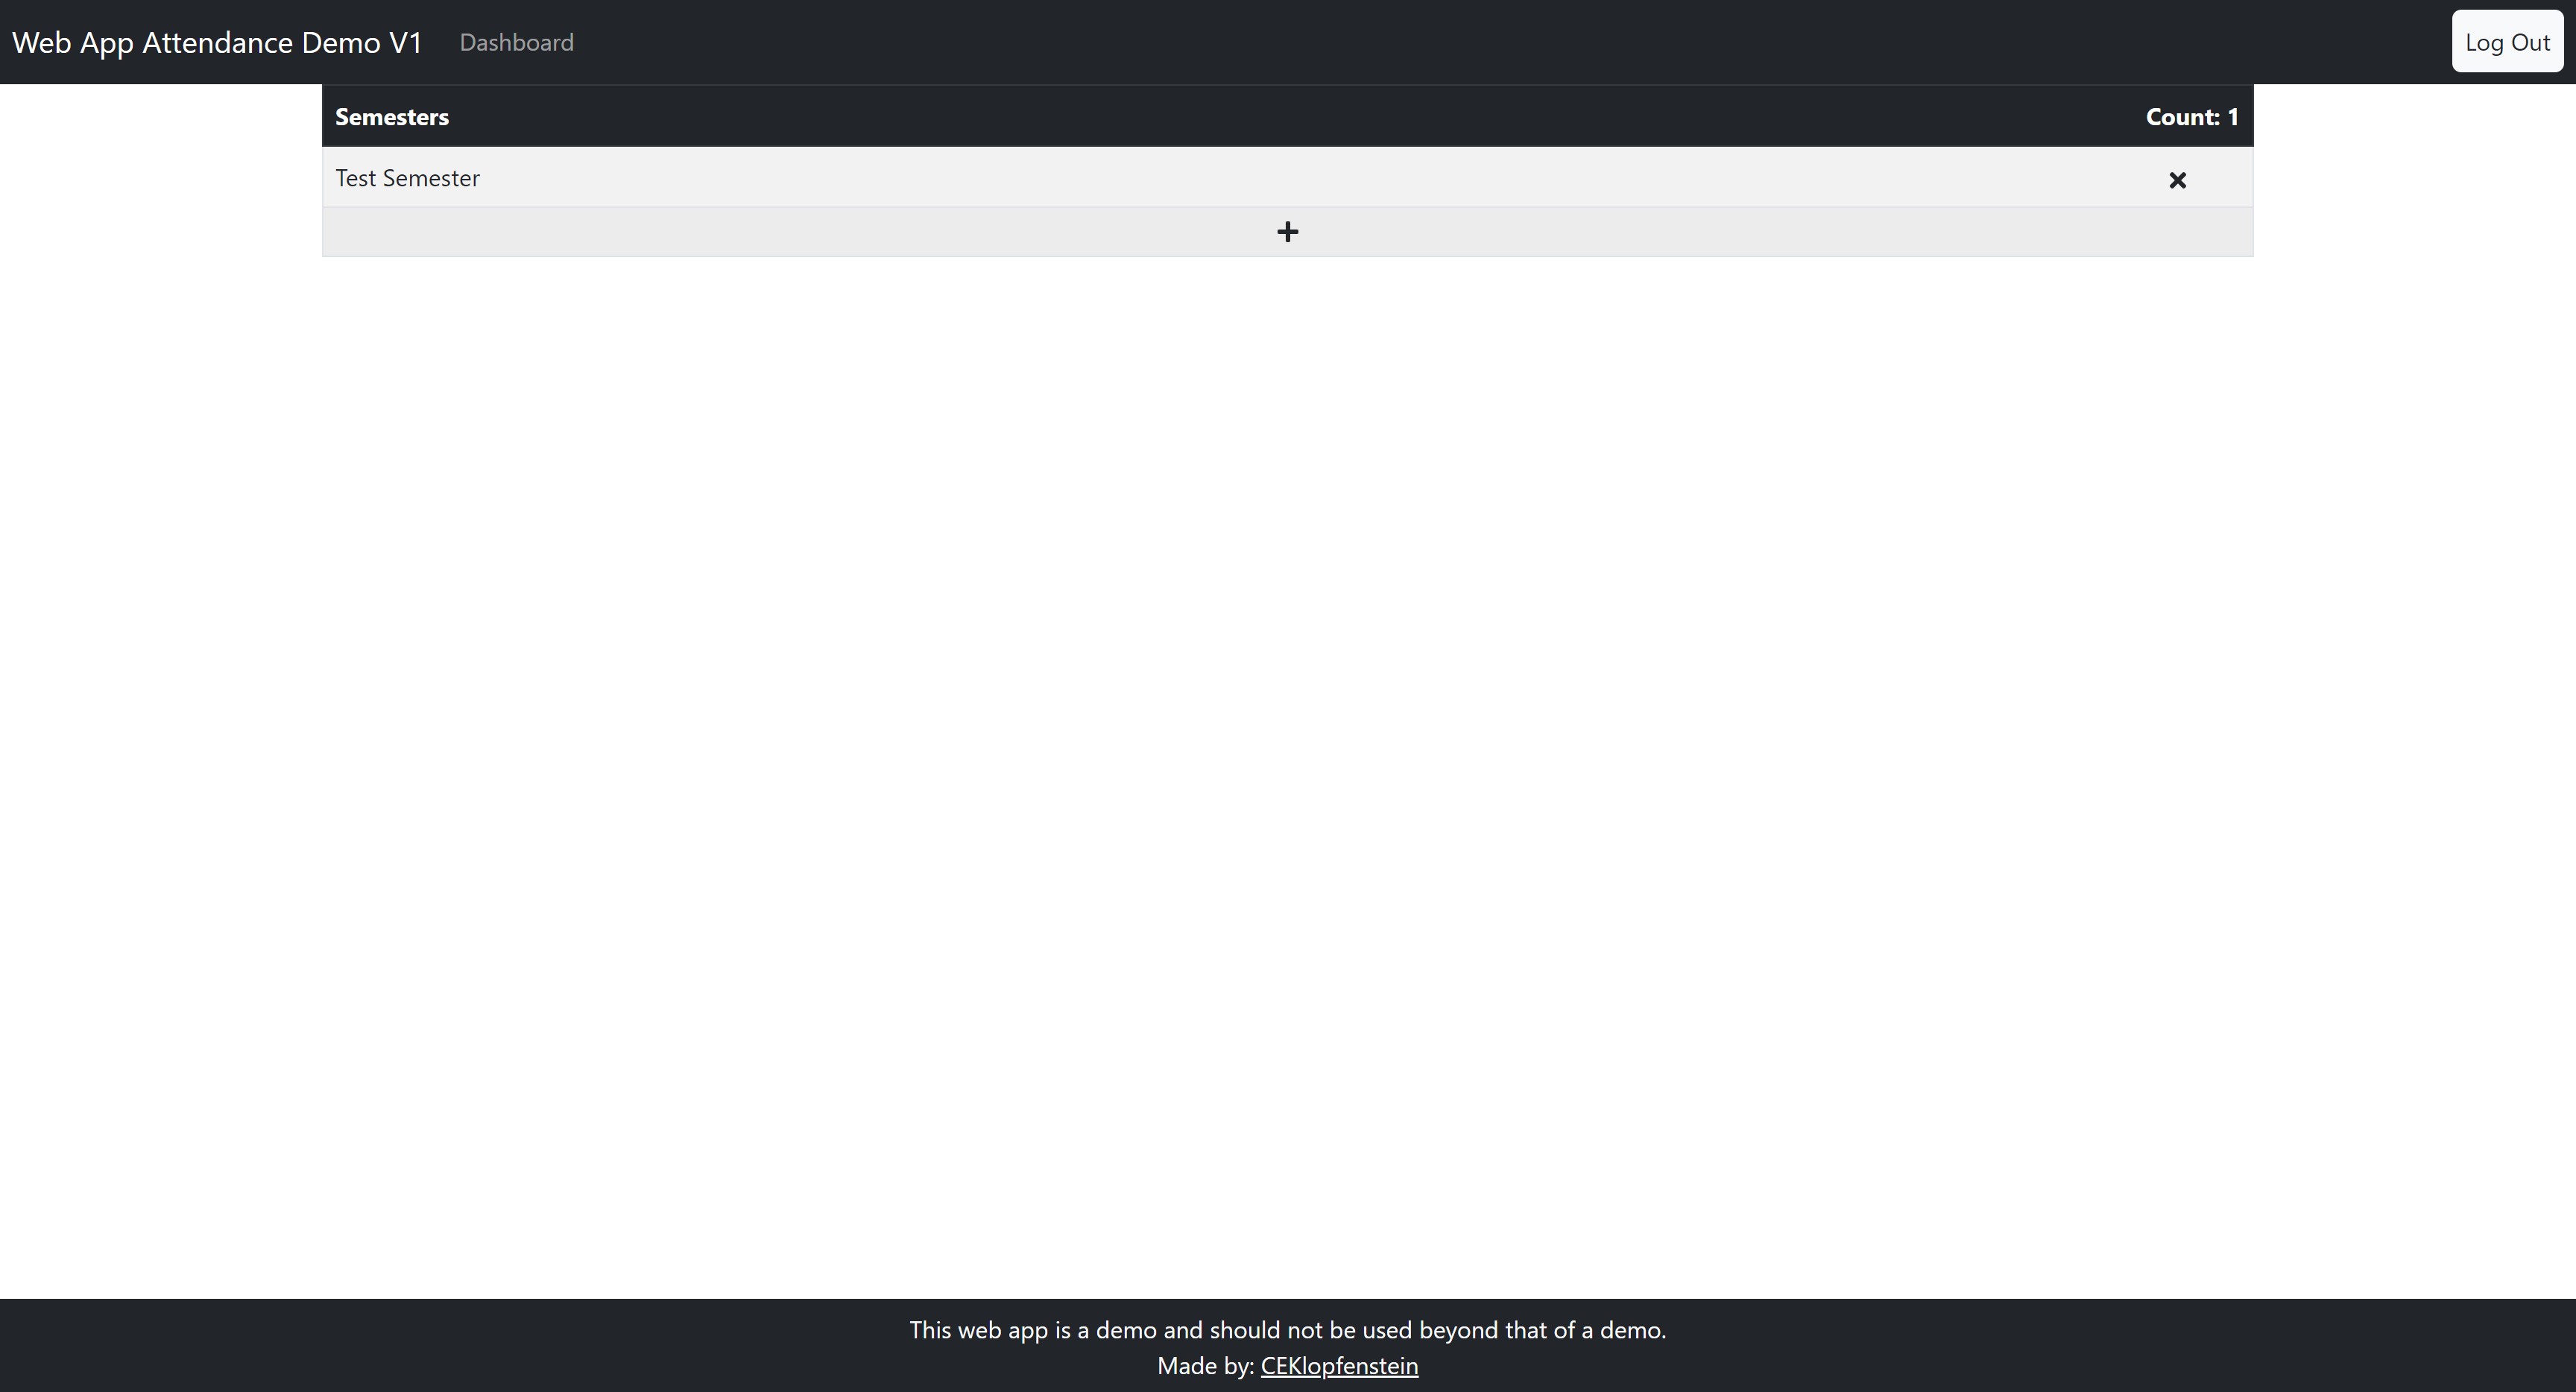 Web App Attendance Demo V1 Dashboard Log Out
Semesters Count: 1
Test Semester
This web app is a demo and should not be used beyond that of a demo.
Made by: CEKlopfenstein